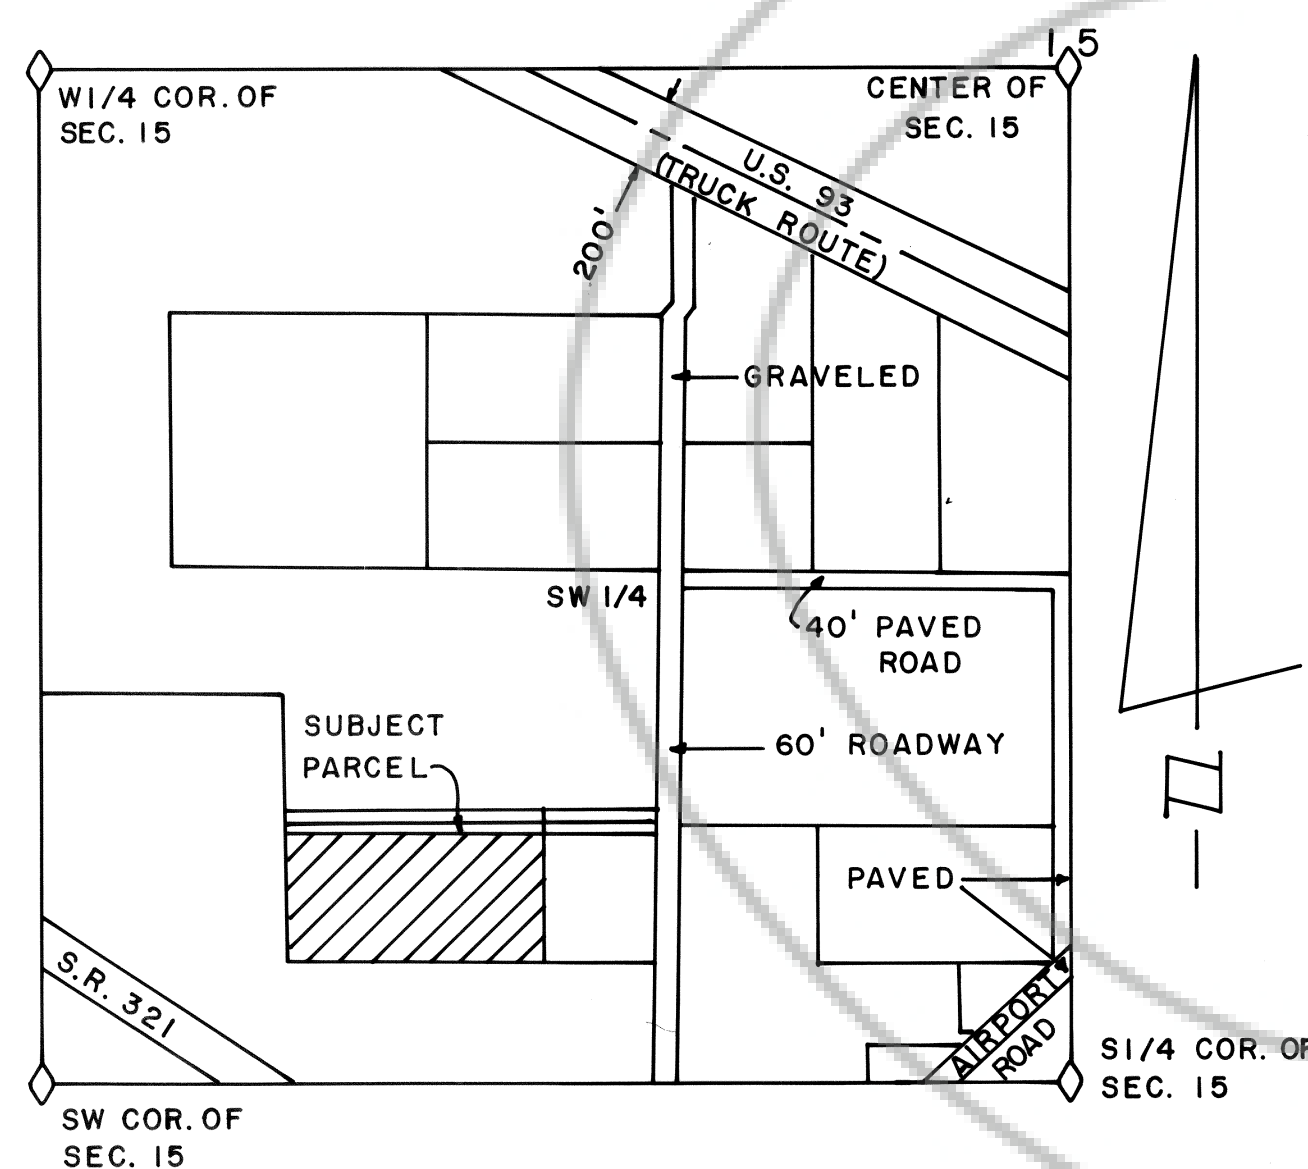 15
W1/4 COR. OF
SEC. 15
CENTER OF
SEC. 15
U.S. 93
(TRUCK ROUTE)
200'
GRAVELED
SW 1/4
40' PAVED
ROAD
SUBJECT
PARCEL
60' ROADWAY
PAVED
S.R. 321
AIRPORT
ROAD
S1/4 COR. OF
SEC. 15
SW COR. OF
SEC. 15
N